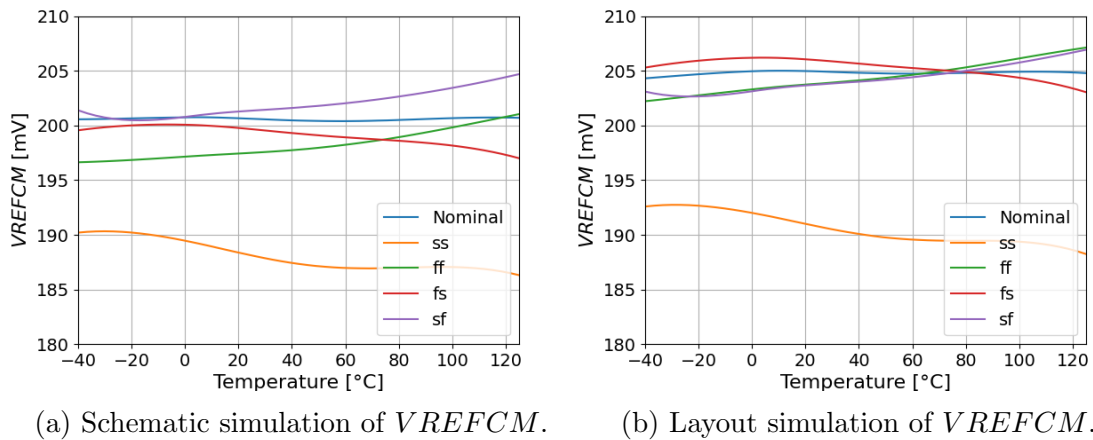 210
205
200
195
190
185
180
VREFCM [mV]
Nominal
ss
ff
fs
sf
−40 −20 0 20 40 60 80 100 120
Temperature [°C]
(a) Schematic simulation of VREFCM.
210
205
200
195
190
185
180
VREFCM [mV]
Nominal
ss
ff
fs
sf
−40 −20 0 20 40 60 80 100 120
Temperature [°C]
(b) Layout simulation of VREFCM.